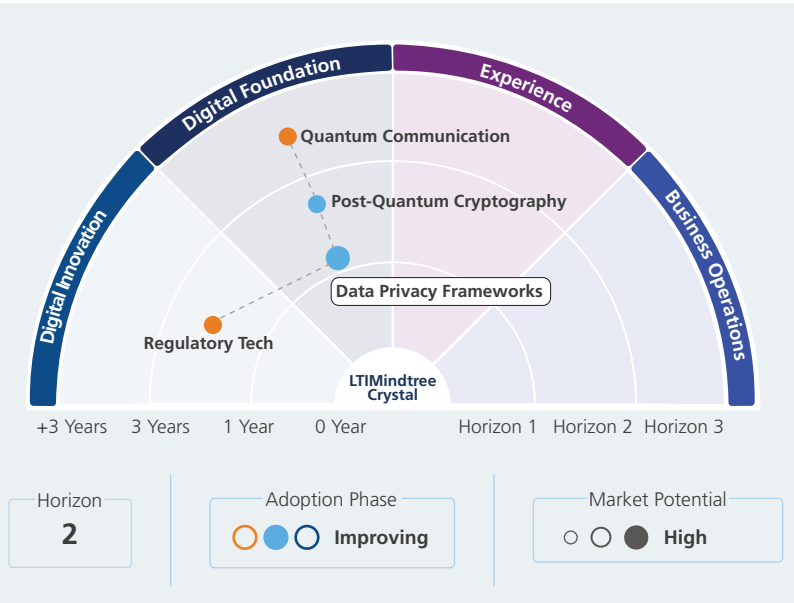 Digital Foundation
Experience
Digital Innovation
Business Operations
Quantum Communication
Post-Quantum Cryptography
Data Privacy Frameworks
Regulatory Tech
LTIMindtree
Crystal
+3 Years 3 Years 1 Year 0 Year Horizon 1 Horizon 2 Horizon 3
Horizon
2
Adoption Phase
Improving
Market Potential
High